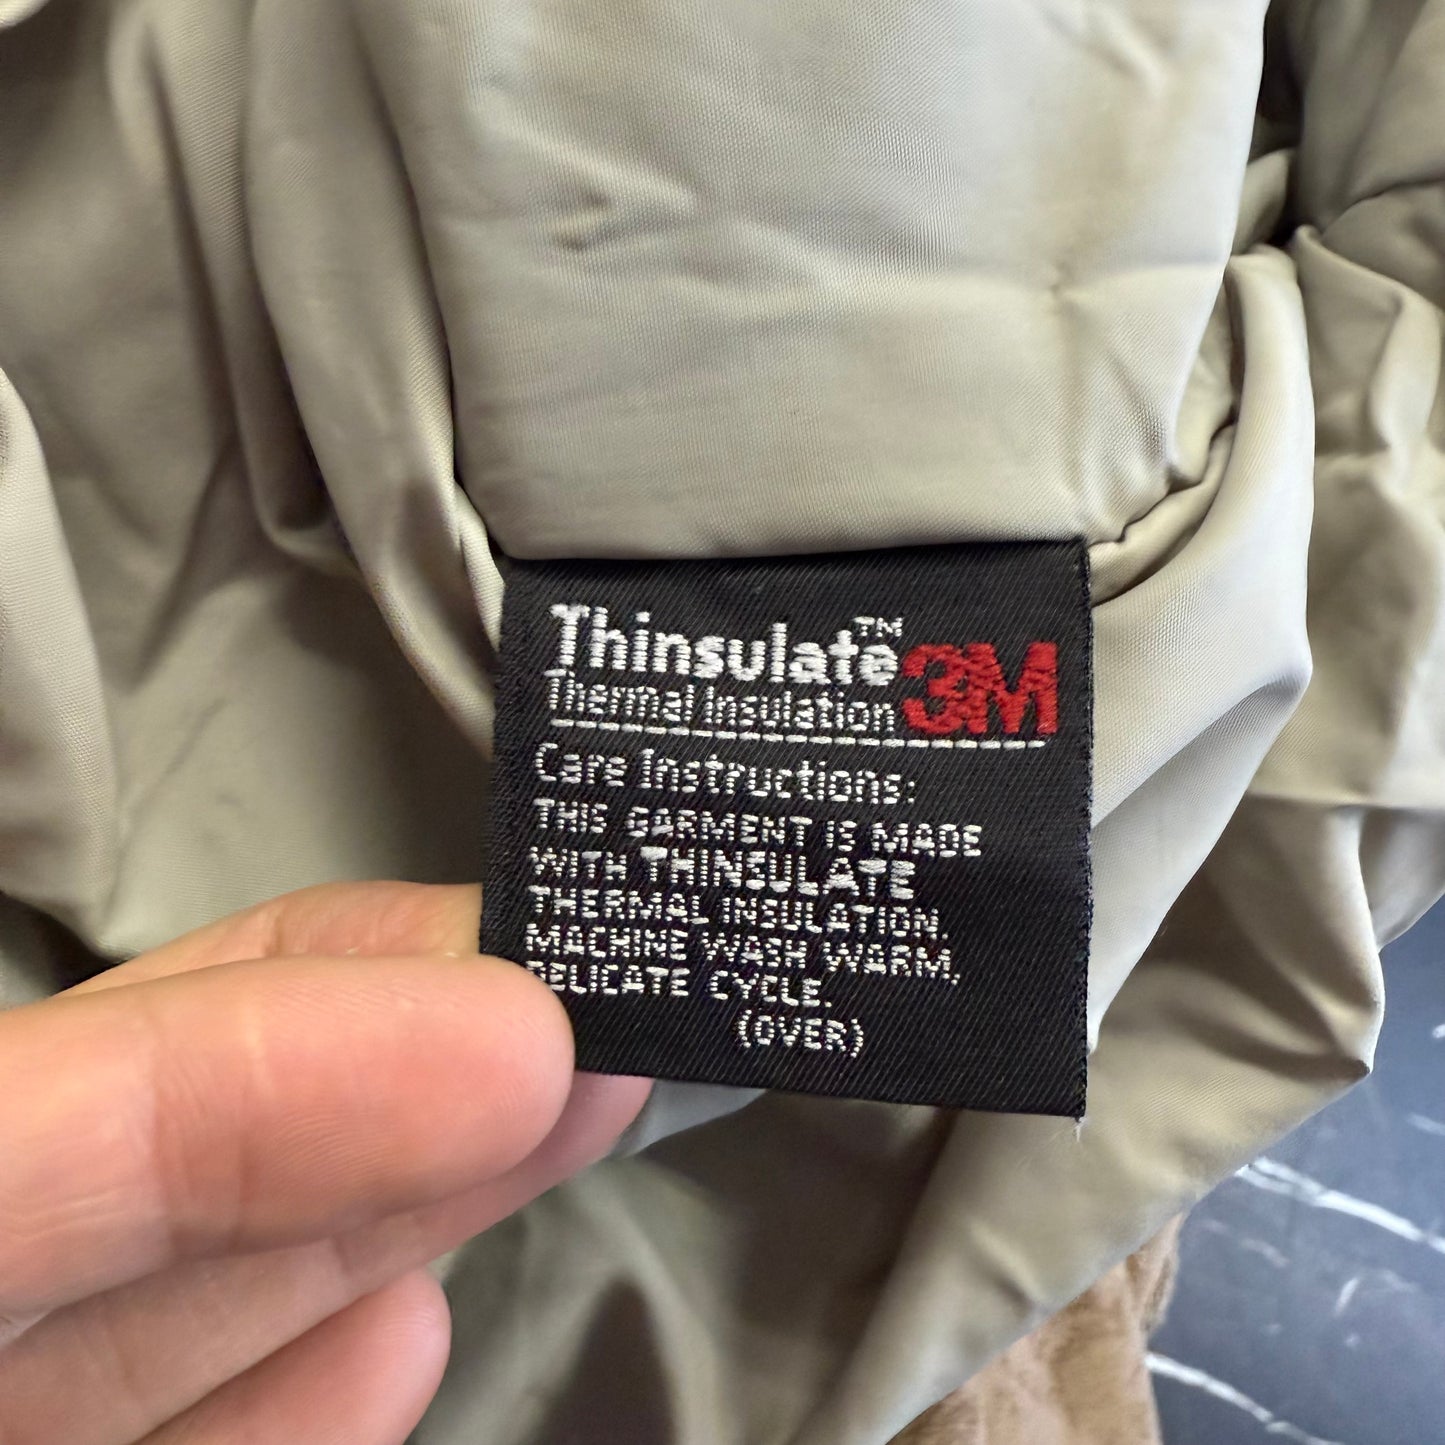 Thinsulate™ 3M
Thermal Insulation
Care Instructions:
THIS GARMENT IS MADE
WITH THINSULATE
THERMAL INSULATION.
MACHINE WASH WARM,
DELICATE CYCLE.
(OVER)